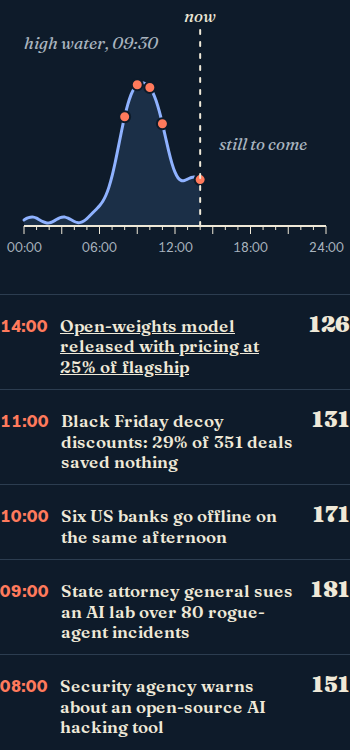 now
high water, 09:30
still to come
00:00 06:00 12:00 18:00 24:00
14:00 Open-weights model 126
released with pricing at
25% of flagship
11:00 Black Friday decoy 131
discounts: 29% of 351 deals
saved nothing
10:00 Six US banks go offline on 171
the same afternoon
09:00 State attorney general sues 181
an AI lab over 80 rogue-
agent incidents
08:00 Security agency warns 151
about an open-source AI
hacking tool